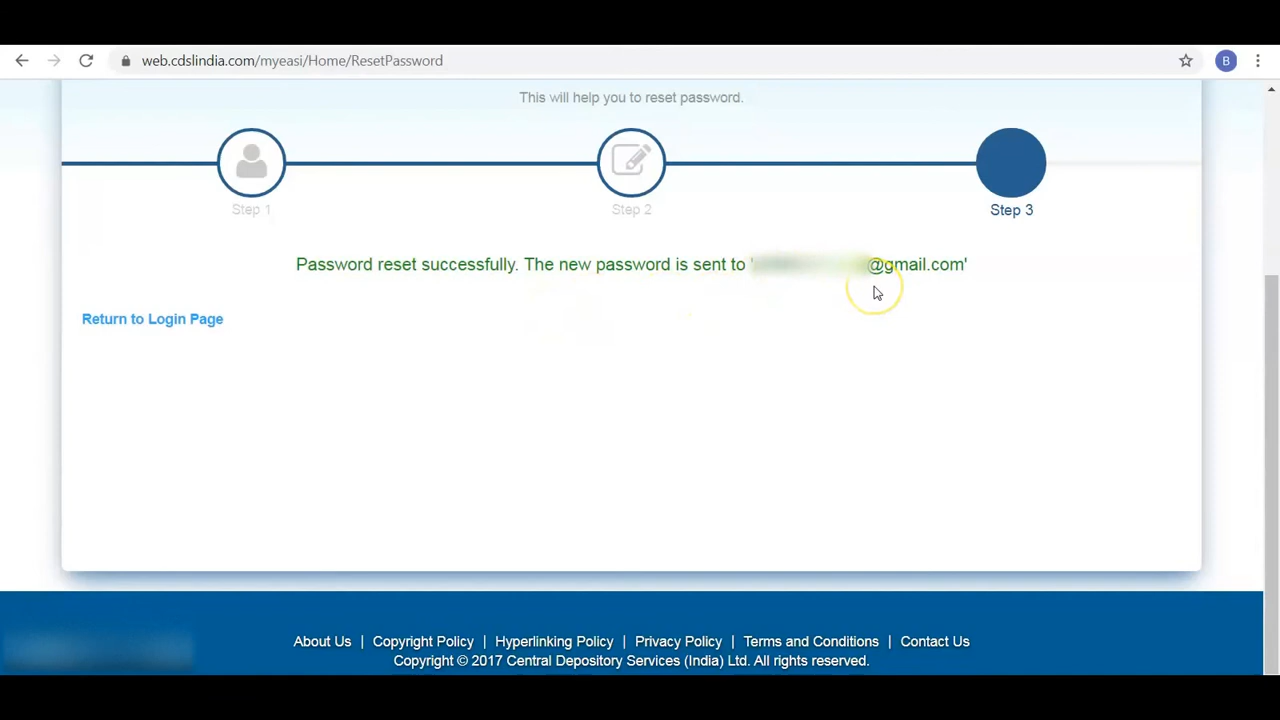 web.cdslindia.com/myeasi/Home/ResetPassword
B
This will help you to reset password.
Step 1
Step 2
Step 3
Password reset successfully. The new password is sent to '@gmail.com'
Return to Login Page
About Us | Copyright Policy | Hyperlinking Policy | Privacy Policy | Terms and Conditions | Contact Us
Copyright © 2017 Central Depository Services (India) Ltd. All rights reserved.